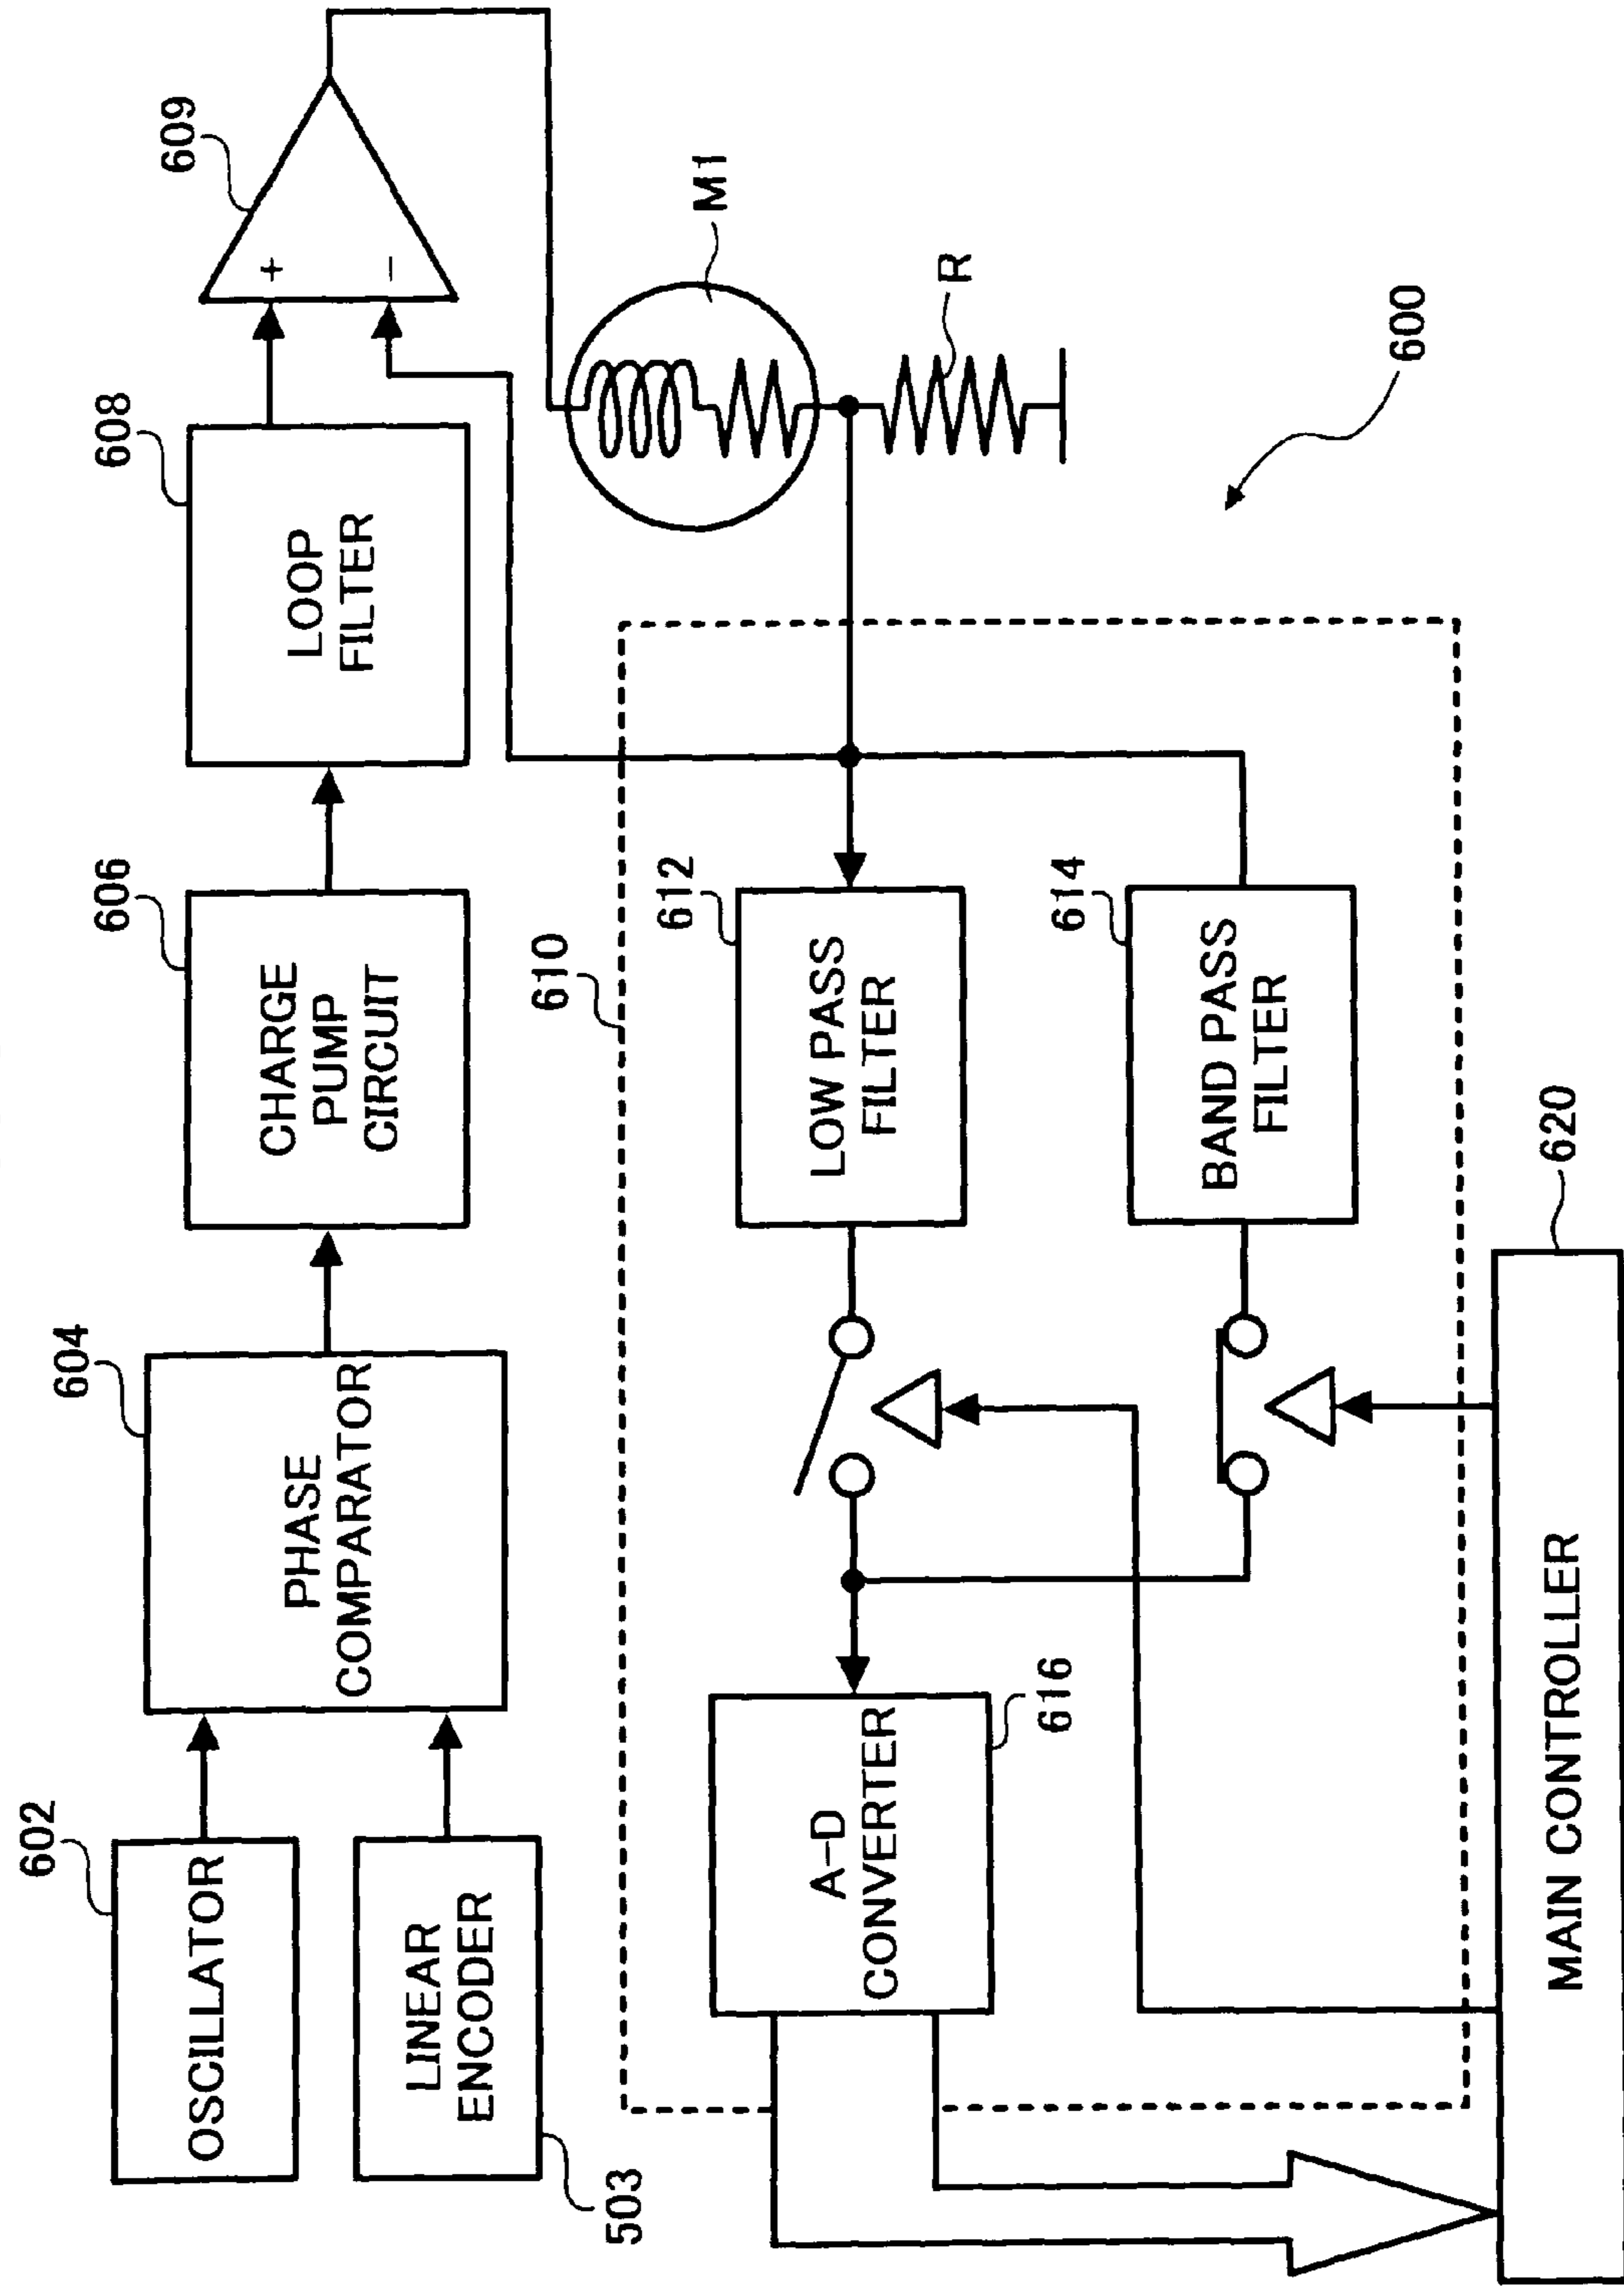 602
OSCILLATOR
LINEAR
ENCODER
503
604
PHASE
COMPARATOR
606
CHARGE
PUMP
CIRCUIT
608
LOOP
FILTER
609
+
−
M1
R
600
610
612
LOW PASS
FILTER
614
BAND PASS
FILTER
A-D
CONVERTER
616
620
MAIN CONTROLLER